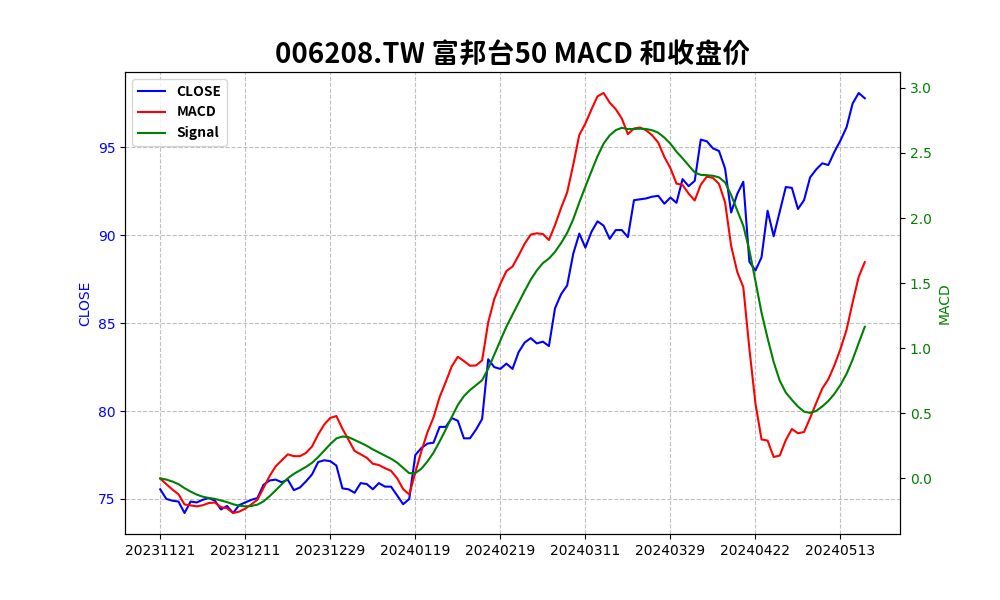 006208.TW 富邦台50 MACD 和收盘价
CLOSE
MACD
Signal
CLOSE
95
90
85
80
75
3.0
2.5
2.0
1.5
1.0
0.5
0.0
MACD
20231121 20231211 20231229 20240119 20240219 20240311 20240329 20240422 20240513